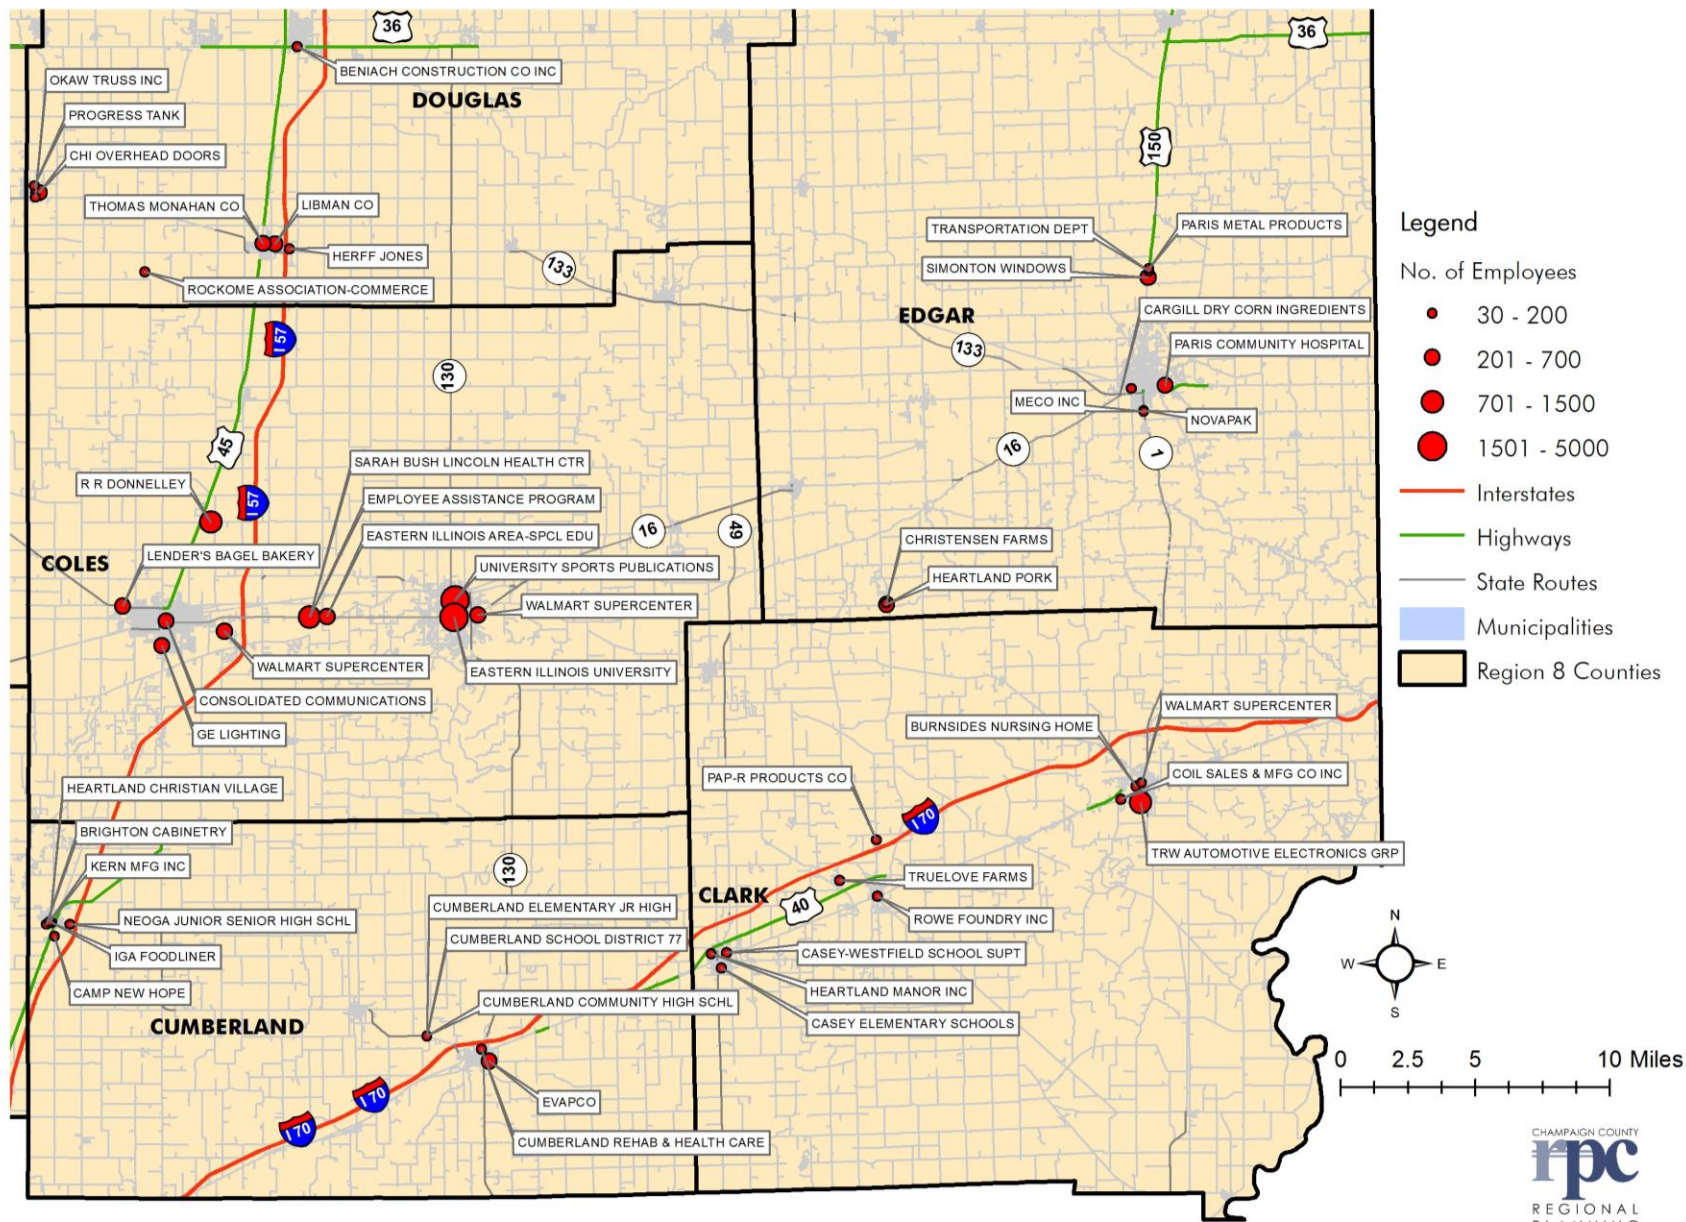 36
36
OKAW TRUSS INC
BENIACH CONSTRUCTION CO INC
DOUGLAS
PROGRESS TANK
CHI OVERHEAD DOORS
150
THOMAS MONAHAN CO
LIBMAN CO
HERFF JONES
ROCKOME ASSOCIATION-COMMERCE
133
TRANSPORTATION DEPT
PARIS METAL PRODUCTS
SIMONTON WINDOWS
EDGAR
CARGILL DRY CORN INGREDIENTS
133
PARIS COMMUNITY HOSPITAL
MECO INC
NOVAPAK
16
1
I 57
130
45
I 57
SARAH BUSH LINCOLN HEALTH CTR
R R DONNELLEY
EMPLOYEE ASSISTANCE PROGRAM
EASTERN ILLINOIS AREA-SPCL EDU
16
49
COLES
LENDER'S BAGEL BAKERY
UNIVERSITY SPORTS PUBLICATIONS
WALMART SUPERCENTER
CHRISTENSEN FARMS
HEARTLAND PORK
WALMART SUPERCENTER
EASTERN ILLINOIS UNIVERSITY
CONSOLIDATED COMMUNICATIONS
GE LIGHTING
WALMART SUPERCENTER
BURNSIDES NURSING HOME
PAP-R PRODUCTS CO
COIL SALES & MFG CO INC
I 70
TRW AUTOMOTIVE ELECTRONICS GRP
HEARTLAND CHRISTIAN VILLAGE
BRIGHTON CABINETRY
KERN MFG INC
130
CLARK
TRUELOVE FARMS
40
ROWE FOUNDRY INC
NEOGA JUNIOR SENIOR HIGH SCHL
CUMBERLAND ELEMENTARY JR HIGH
IGA FOODLINER
CUMBERLAND SCHOOL DISTRICT 77
CASEY-WESTFIELD SCHOOL SUPT
CAMP NEW HOPE
CUMBERLAND COMMUNITY HIGH SCHL
HEARTLAND MANOR INC
CASEY ELEMENTARY SCHOOLS
CUMBERLAND
I 70
EVAPCO
I 70
CUMBERLAND REHAB & HEALTH CARE
Legend
No. of Employees
30 - 200
201 - 700
701 - 1500
1501 - 5000
Interstates
Highways
State Routes
Municipalities
Region 8 Counties
N
W E
S
0 2.5 5 10 Miles
CHAMPAIGN COUNTY
rpc
REGIONAL
PLANNING